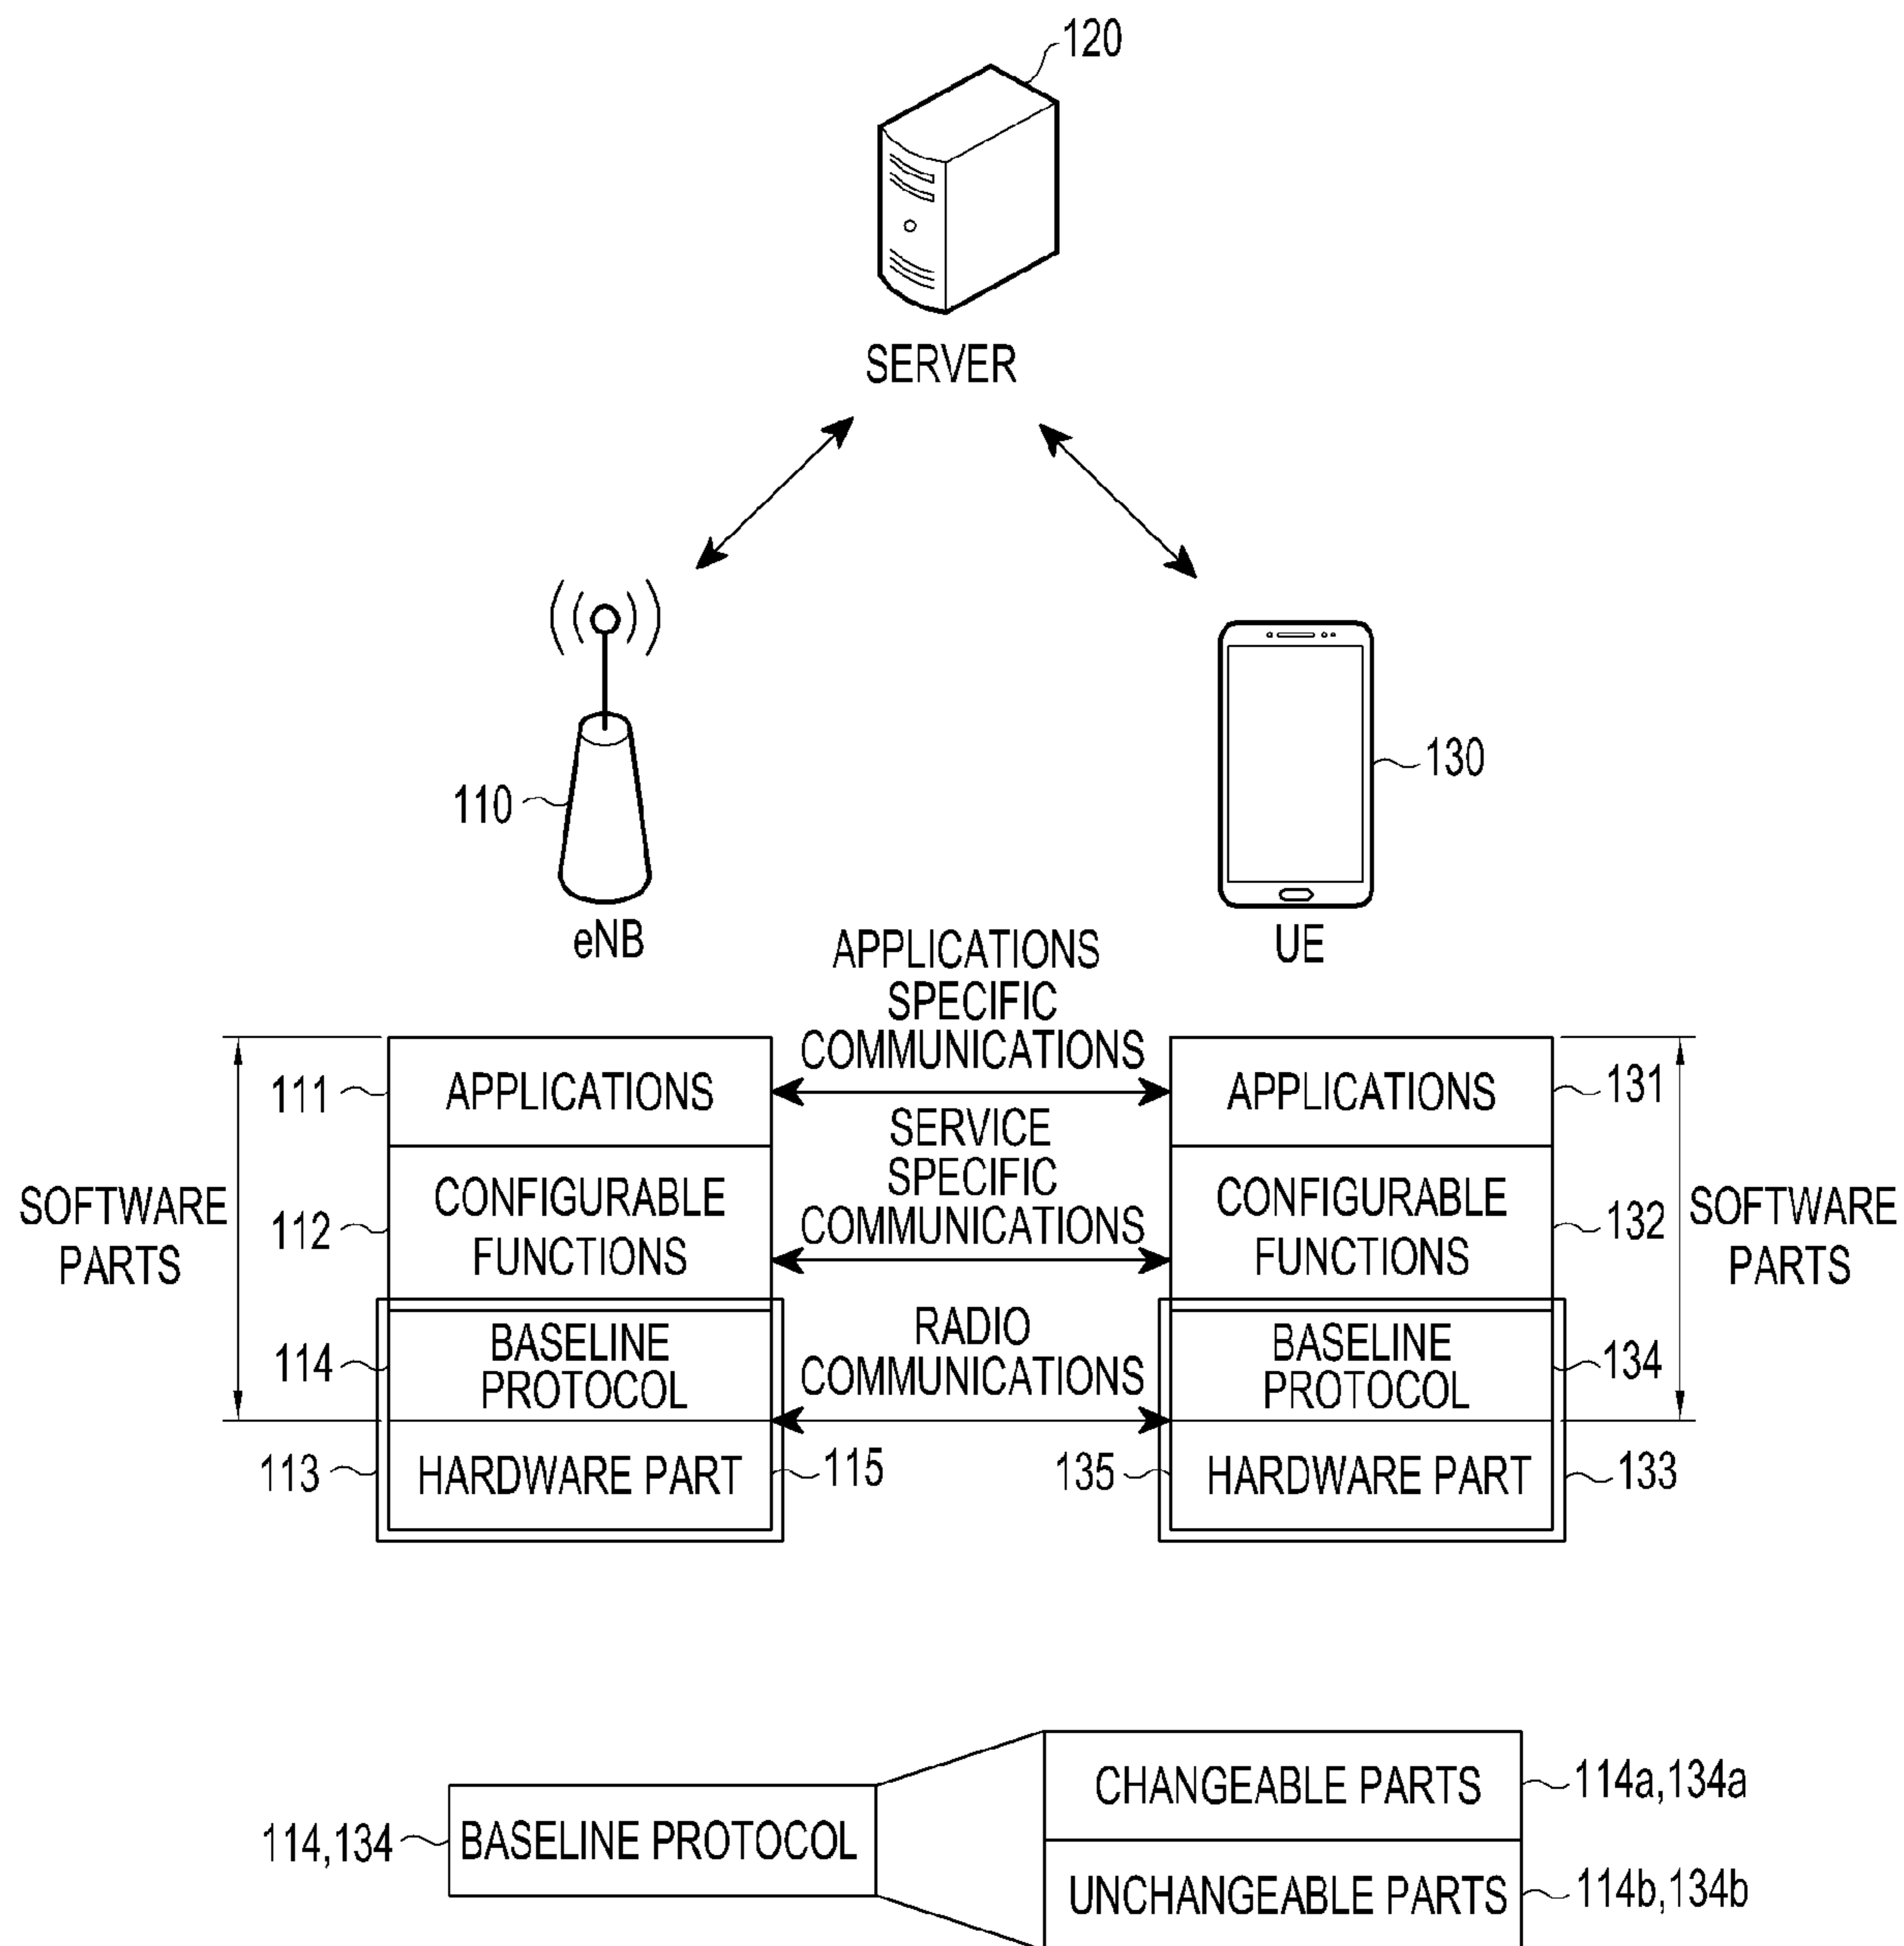 120
SERVER
110
130
eNB
UE
APPLICATIONS
SPECIFIC
COMMUNICATIONS
111
APPLICATIONS
APPLICATIONS
131
SERVICE
SPECIFIC
COMMUNICATIONS
SOFTWARE
PARTS
112
CONFIGURABLE
FUNCTIONS
CONFIGURABLE
FUNCTIONS
132
SOFTWARE
PARTS
RADIO
COMMUNICATIONS
114
BASELINE
PROTOCOL
BASELINE
PROTOCOL
134
113
HARDWARE PART
115
135
HARDWARE PART
133
114,134
BASELINE PROTOCOL
CHANGEABLE PARTS
114a,134a
UNCHANGEABLE PARTS
114b,134b